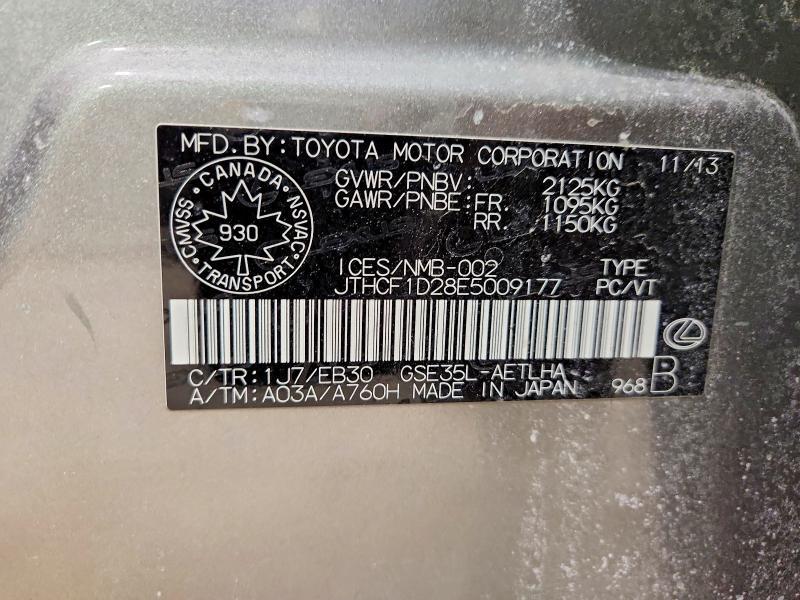 MFD. BY: TOYOTA MOTOR CORPORATION 11/13
GVWR/PNBV: 2125KG
GAWR/PNBE: FR. 1095KG
RR. 1150KG
CANADA
CMVSS
NSVAC
930
TRANSPORT
ICES/NMB-002 TYPE
JTHCF1D28E5009177 PC/VT
C/TR: 1J7/EB30 GSE35L-AETLHA
A/TM: A03A/A760H MADE IN JAPAN 968 B